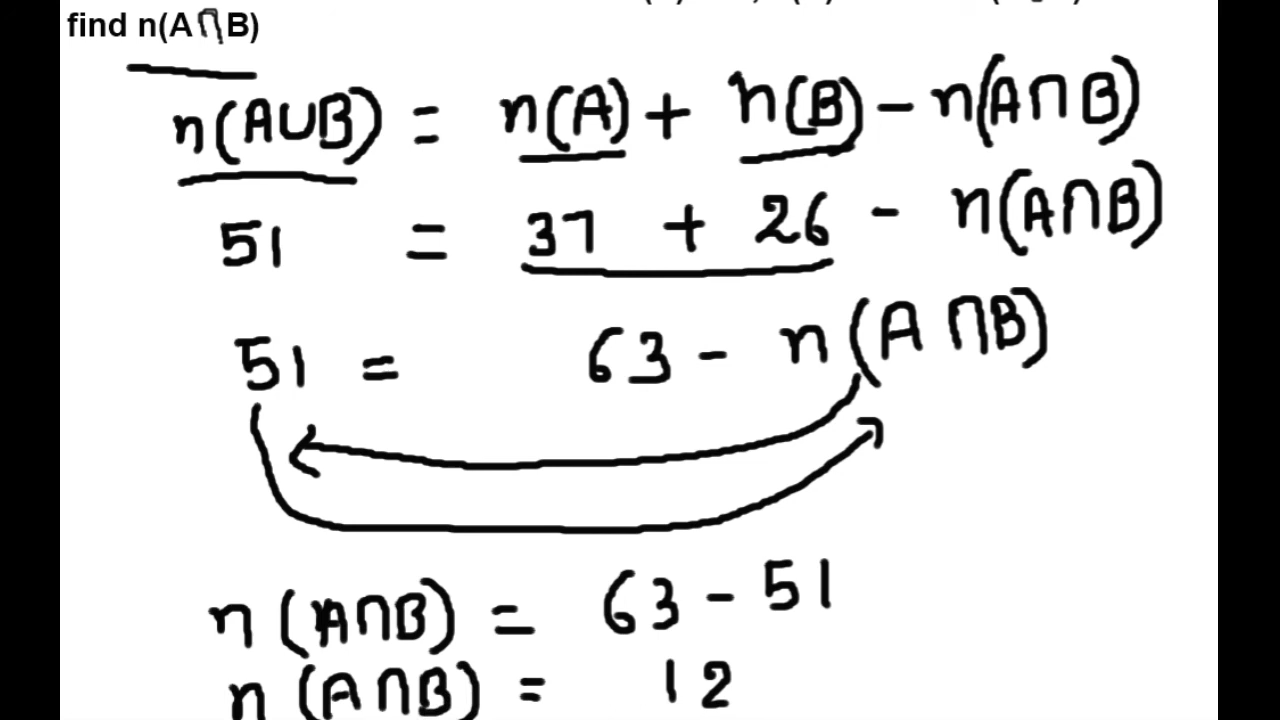 find n(A∩B)
n(A∪B) = n(A) + n(B) - n(A∩B)
51 = 37 + 26 - n(A∩B)
51 = 63 - n(A∩B)
n(A∩B) = 63 - 51
n(A∩B) = 12